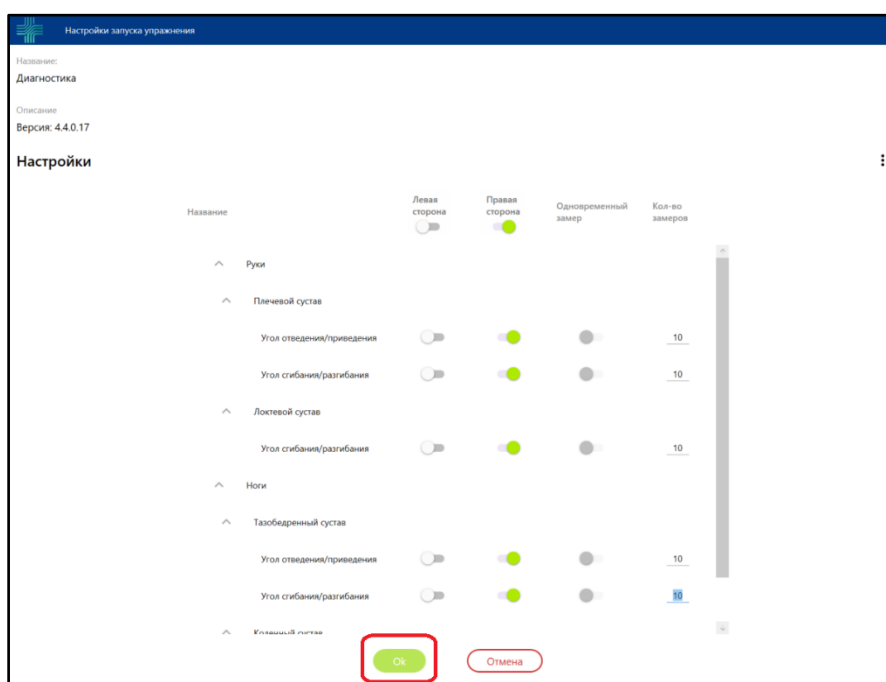 Настройки запуска упражнения
Название:
Диагностика
Описание
Версия: 4.4.0.17
Настройки
Название Левая сторона Правая сторона Одновременный замер Кол-во замеров
Руки
Плечевой сустав
Угол отведения/приведения 10
Угол сгибания/разгибания 10
Локтевой сустав
Угол сгибания/разгибания 10
Ноги
Тазобедренный сустав
Угол отведения/приведения 10
Угол сгибания/разгибания 10
Коленный сустав
Ok Отмена